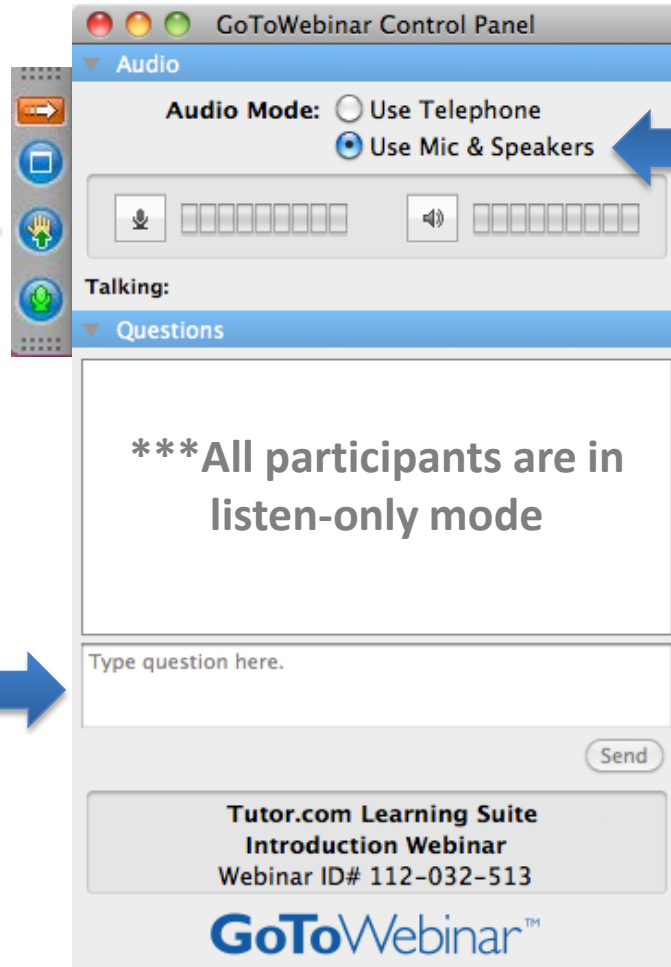 GoToWebinar Control Panel
Audio
Audio Mode: Use Telephone
Use Mic & Speakers
Talking:
Questions
***All participants are in
listen-only mode
Type question here.
Send
Tutor.com Learning Suite
Introduction Webinar
Webinar ID# 112-032-513
GoToWebinar™